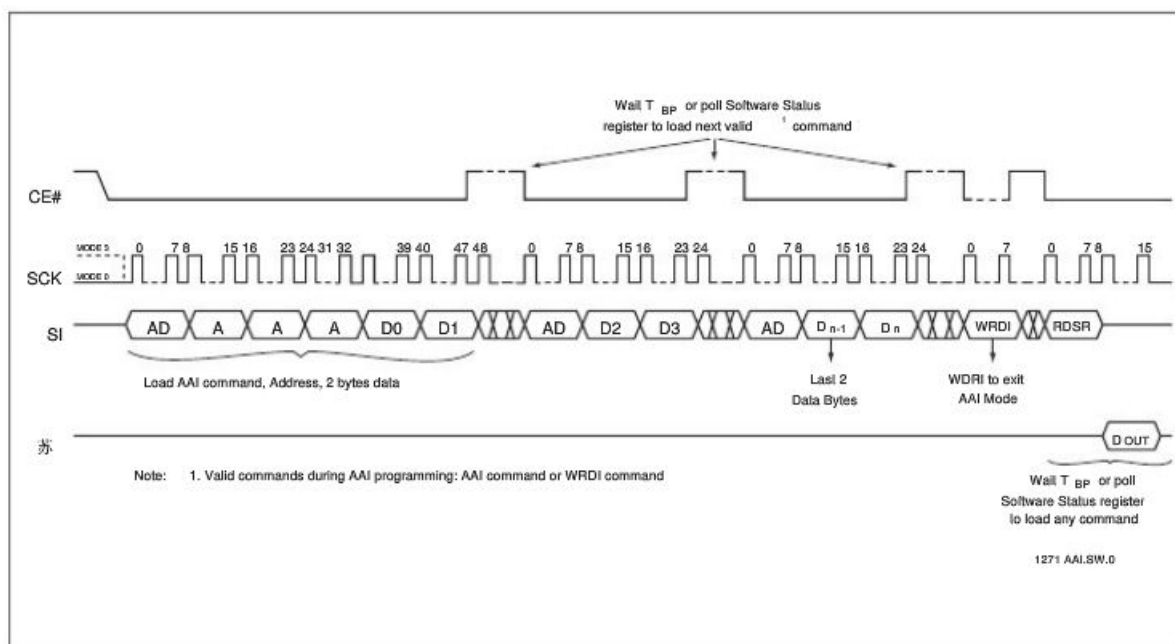 Wait T BP or poll Software Status
register to load next valid 1 command
CE#
MODE 3
0 7 8 15 16 23 24 31 32 39 40 47 48 0 7 8 15 16 23 24 0 7 8 15 16 23 24 0 7 0 7 8 15
SCK
MODE 0
SI
AD A A A D0 D1 AD D2 D3 AD D n-1 D n WRDI RDSR
Load AAI command, Address, 2 bytes data
Last 2
Data Bytes
WDRI to exit
AAI Mode
苏
D OUT
Note: 1. Valid commands during AAI programming: AAI command or WRDI command
Wait T BP or poll
Software Status register
to load any command
1271 AAI.SW.0